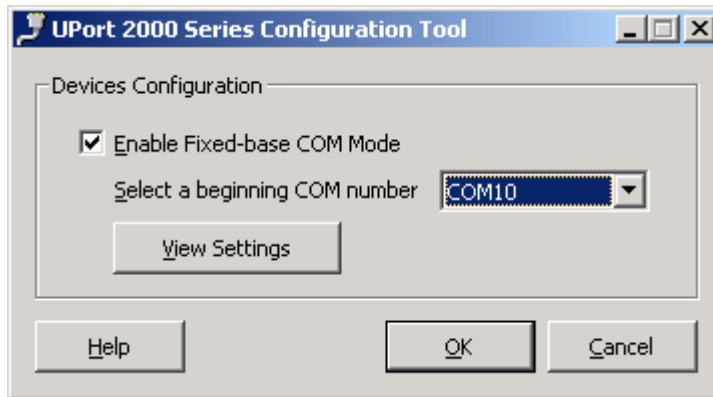 UPort 2000 Series Configuration Tool
Devices Configuration
Enable Fixed-base COM Mode
Select a beginning COM number COM10
View Settings
Help OK Cancel